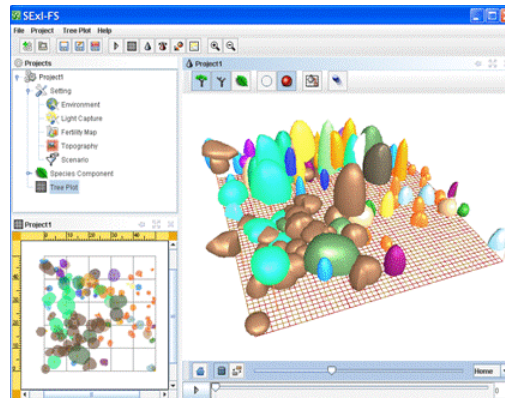 SExI-FS
File Project Tree Plot Help
Projects
Project1
Setting
Environment
Light Capture
Fertility Map
Topography
Scenario
Species Component
Tree Plot
Project1
Project1
Home